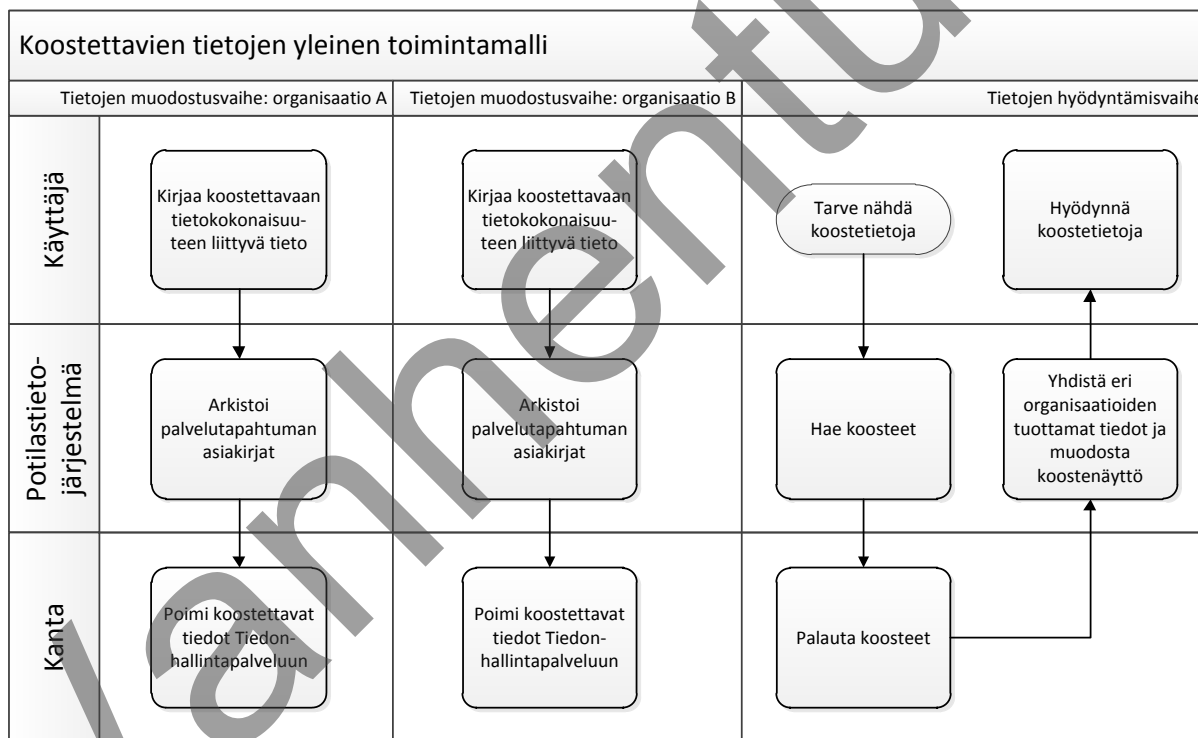 Koostettavien tietojen yleinen toimintamalli
Tietojen muodostusvaihe: organisaatio A
Tietojen muodostusvaihe: organisaatio B
Tietojen hyödyntämisvaihe
Käyttäjä
Kirjaa koostettavaan
tietokokonaisuu-
teen liittyvä tieto
Kirjaa koostettavaan
tietokokonaisuu-
teen liittyvä tieto
Tarve nähdä
koostetietoja
Hyödynnä
koostetietoja
Potilastieto-
järjestelmä
Arkistoi
palvelutapahtuman
asiakirjat
Arkistoi
palvelutapahtuman
asiakirjat
Hae koosteet
Yhdistä eri
organisaatioiden
tuottamat tiedot ja
muodosta
koostenäyttö
Kanta
Poimi koostettavat
tiedot Tiedon-
hallintapalveluun
Poimi koostettavat
tiedot Tiedon-
hallintapalveluun
Palauta koosteet
Vanhentu